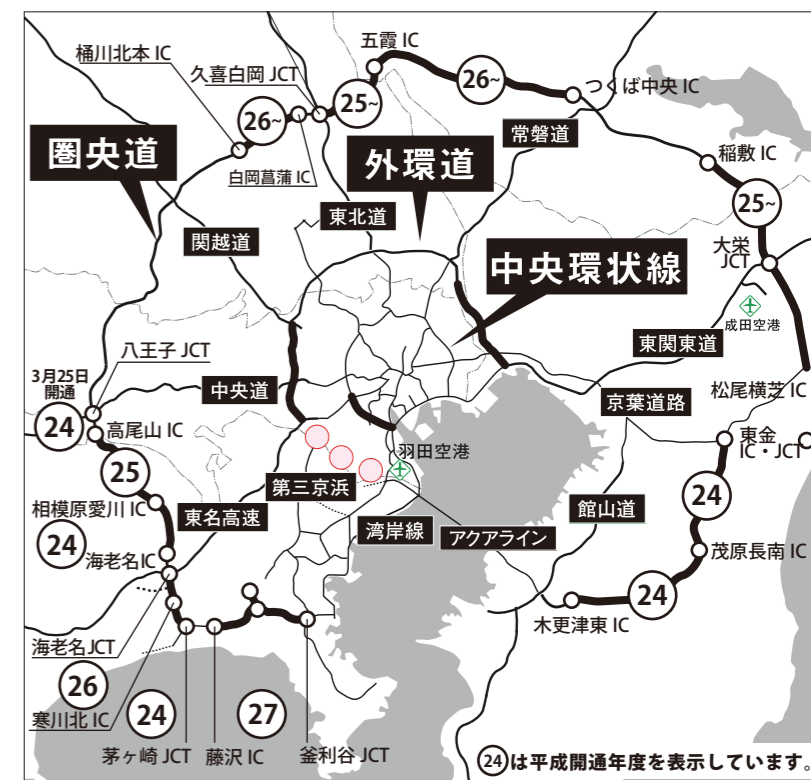 桶川北本 IC
五霞 IC
久喜白岡 JCT
26~
25~
26~
つくば中央 IC
圏央道
外環道
常磐道
稲敷 IC
白岡菖蒲 IC
東北道
関越道
25~
大栄
JCT
中央環状線
成田空港
東関東道
八王子 JCT
3月25日
開通
中央道
松尾横芝 IC
京葉道路
24
高尾山 IC
東金
IC・JCT
羽田空港
25
第三京浜
相模原愛川 IC
東名高速
24
館山道
湾岸線
アクアライン
24
海老名IC
茂原長南 IC
24
木更津東 IC
海老名JCT
26
寒川北 IC
24
27
茅ヶ崎 JCT
藤沢 IC
釜利谷 JCT
24は平成開通年度を表示しています。